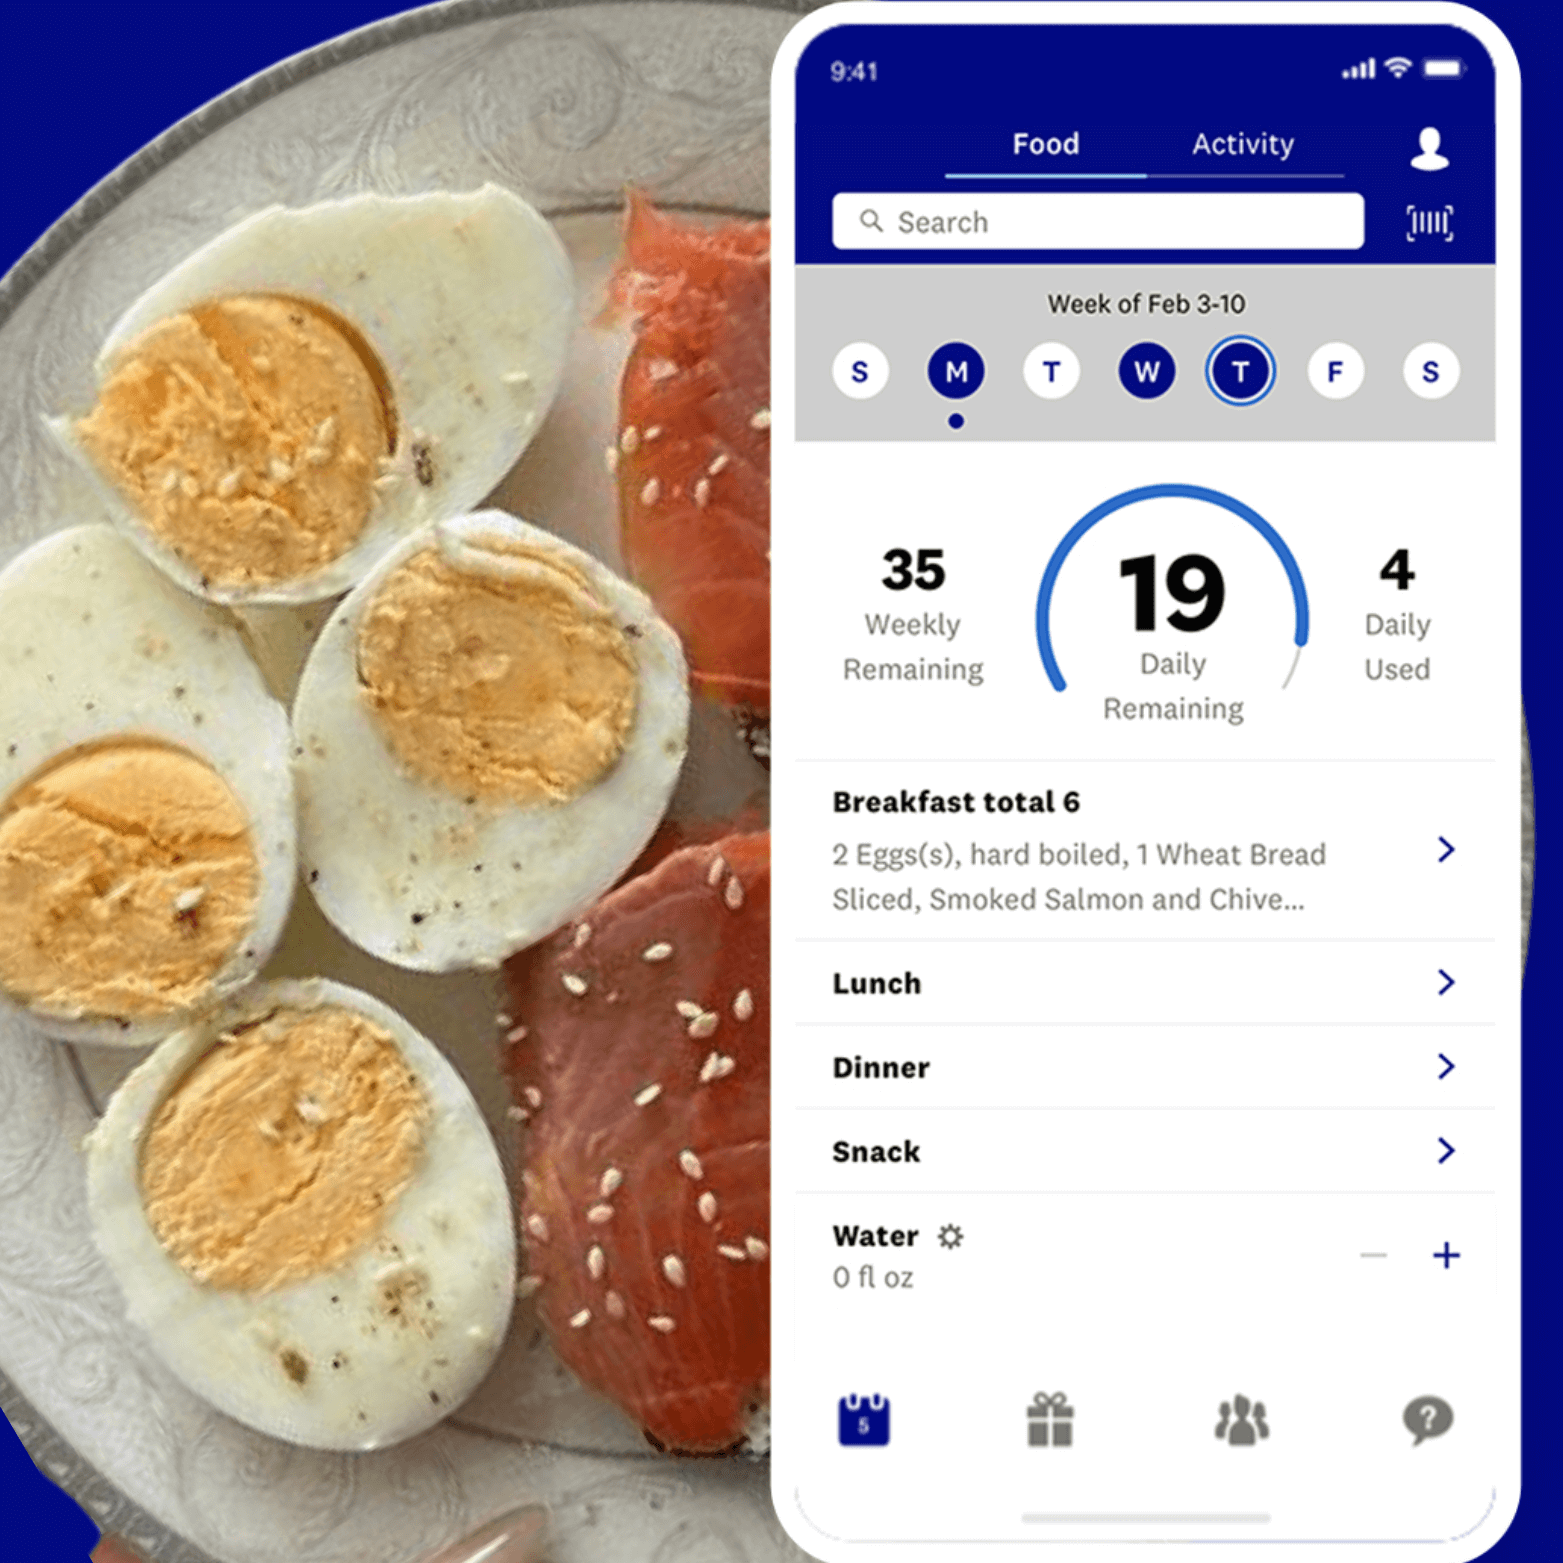 9:41
Food Activity
Search
Week of Feb 3-10
S M T W T F S
35
Weekly
Remaining
19
Daily
Remaining
4
Daily
Used
Breakfast total 6
2 Eggs(s), hard boiled, 1 Wheat Bread
Sliced, Smoked Salmon and Chive...
Lunch
Dinner
Snack
Water
0 fl oz
5
?